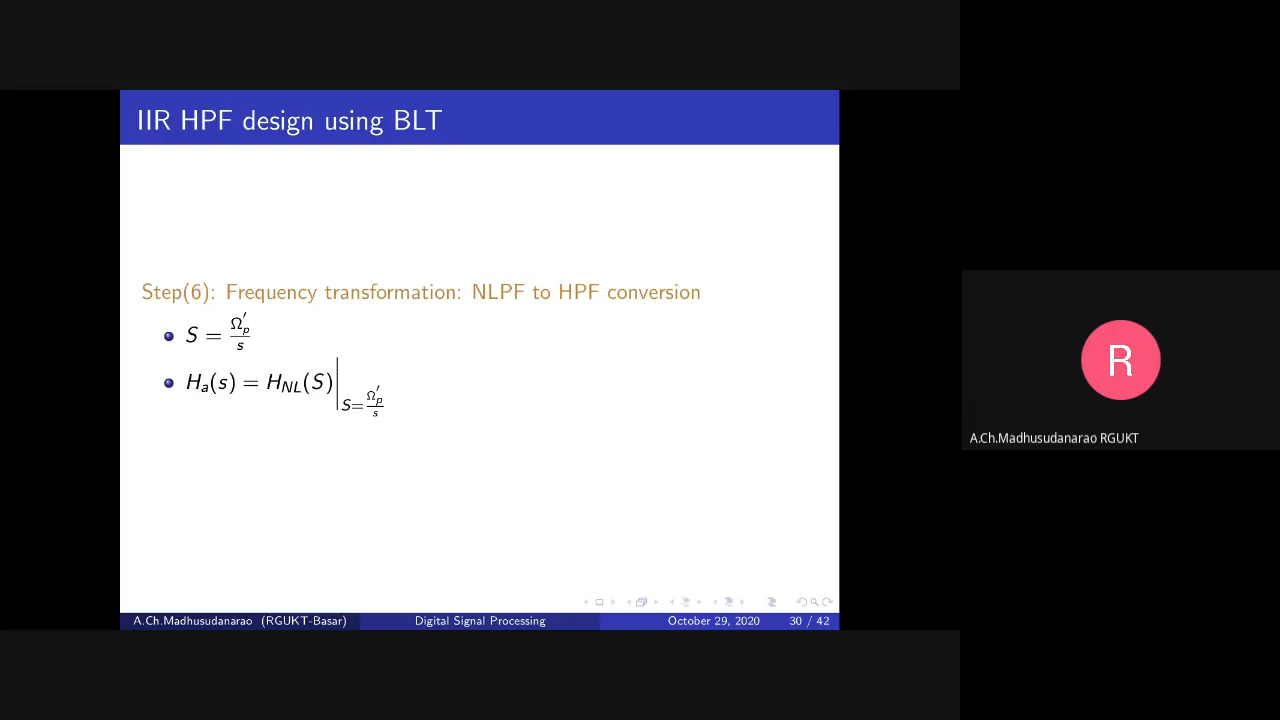 IIR HPF design using BLT
Step(6): Frequency transformation: NLPF to HPF conversion
S = Ω′p / s
Ha(s) = HNL(S)|S=Ω′p/s
R
A.Ch.Madhusudanarao RGUKT
A.Ch.Madhusudanarao (RGUKT-Basar) Digital Signal Processing October 29, 2020 30 / 42